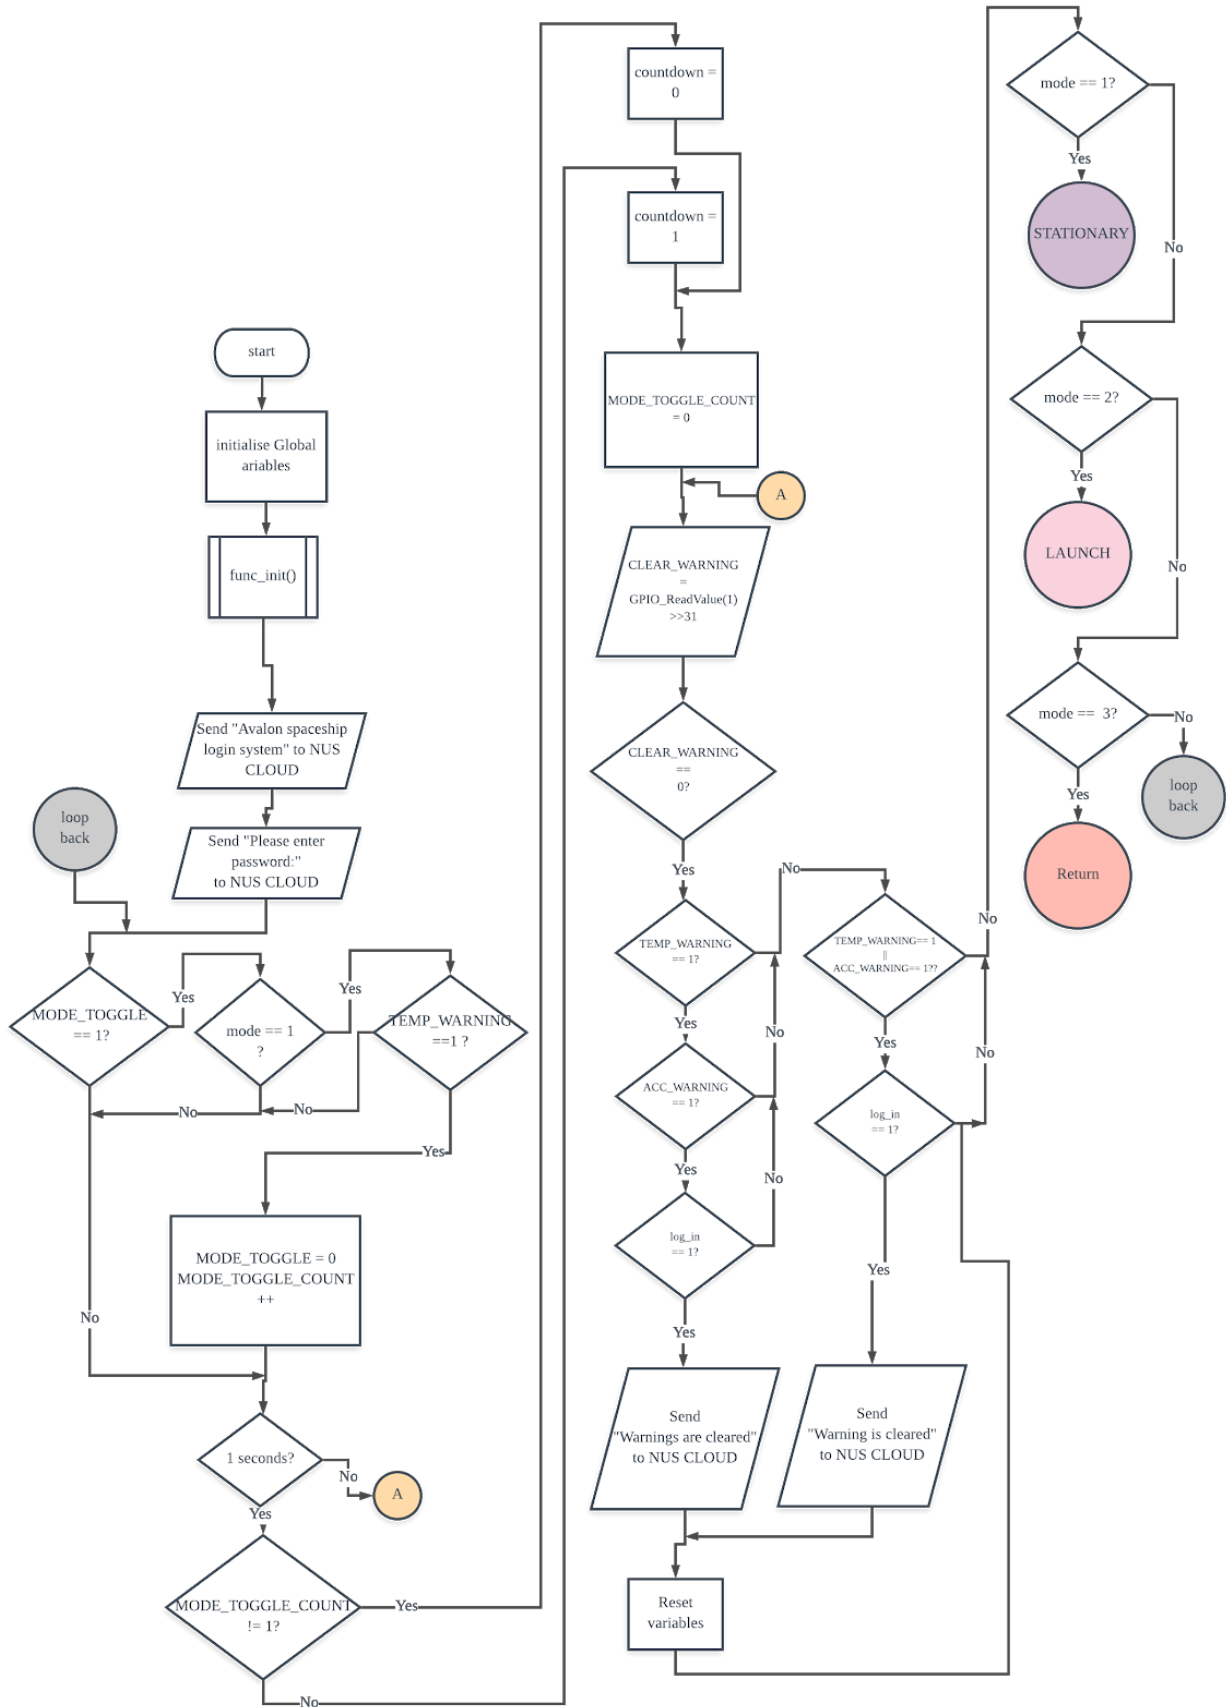 start
initialise Global
ariables
func_init()
Send "Avalon spaceship
login system" to NUS
CLOUD
loop
back
Send "Please enter
password:"
to NUS CLOUD
MODE_TOGGLE
== 1?
Yes
mode == 1
?
Yes
TEMP_WARNING
==1 ?
No
No
Yes
MODE_TOGGLE = 0
MODE_TOGGLE_COUNT
++
No
1 seconds?
No
A
Yes
MODE_TOGGLE_COUNT
!= 1?
Yes
No
countdown =
0
countdown =
1
MODE_TOGGLE_COUNT
= 0
A
CLEAR_WARNING
=
GPIO_ReadValue(1)
>>31
CLEAR_WARNING
==
0?
Yes
TEMP_WARNING
== 1?
No
Yes
ACC_WARNING
== 1?
No
Yes
log_in
== 1?
No
Yes
Send
"Warnings are cleared"
to NUS CLOUD
TEMP_WARNING== 1
||
ACC_WARNING== 1??
No
Yes
log_in
== 1?
No
Yes
Send
"Warning is cleared"
to NUS CLOUD
Reset
variables
mode == 1?
Yes
STATIONARY
No
mode == 2?
Yes
LAUNCH
No
mode ==  3?
No
loop
back
Yes
Return